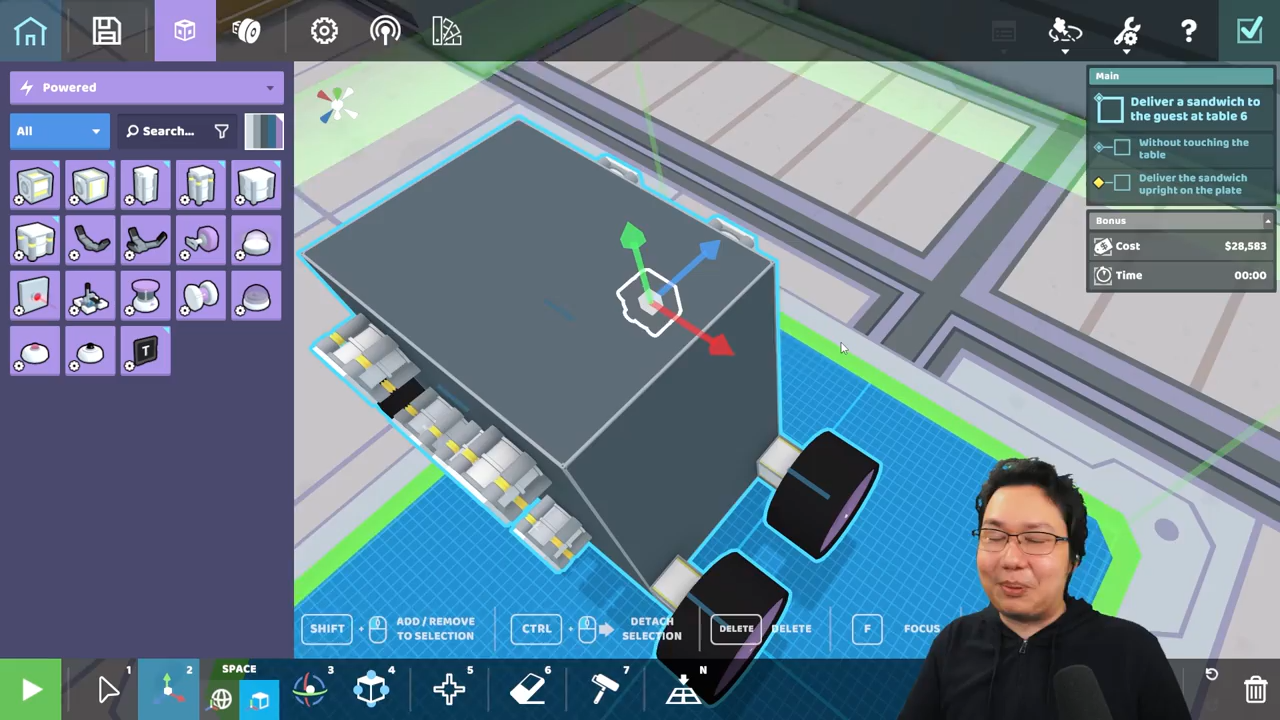 ?
Powered
All
Search...
T
Main
Deliver a sandwich to
the guest at table 6
Without touching the
table
Deliver the sandwich
upright on the plate
Bonus
Cost
$28,583
Time
00:00
SHIFT
+
ADD / REMOVE
TO SELECTION
CTRL
+
DETACH
SELECTION
DELETE
DELETE
F
FOCUS
1
2
SPACE
3
4
5
6
7
N